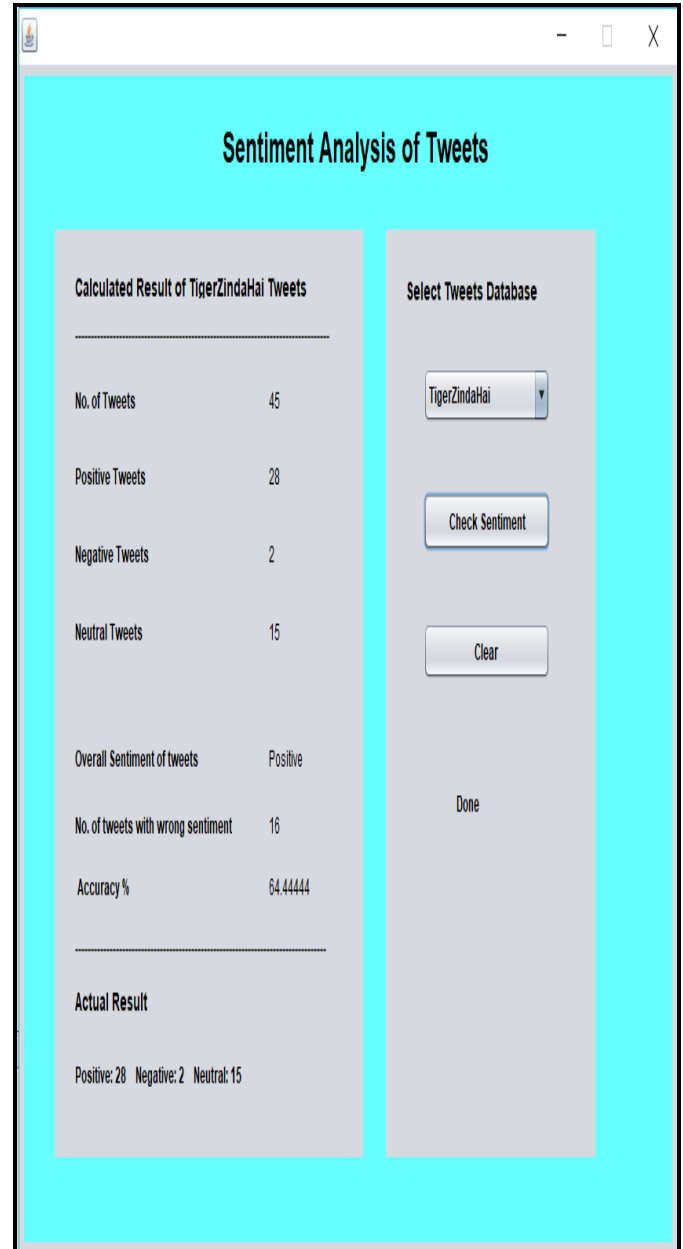 Sentiment Analysis of Tweets
Calculated Result of TigerZindaHai Tweets
--------------------------------------------------------------------------------
No. of Tweets 45
Positive Tweets 28
Negative Tweets 2
Neutral Tweets 15
Overall Sentiment of tweets Positive
No. of tweets with wrong sentiment 16
Accuracy % 64.44444
--------------------------------------------------------------------------------
Actual Result
Positive: 28 Negative: 2 Neutral: 15
Select Tweets Database
TigerZindaHai
Check Sentiment
Clear
Done